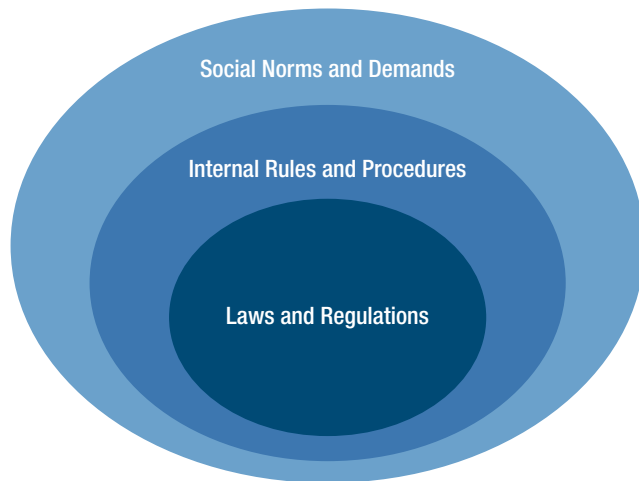 Social Norms and Demands
Internal Rules and Procedures
Laws and Regulations